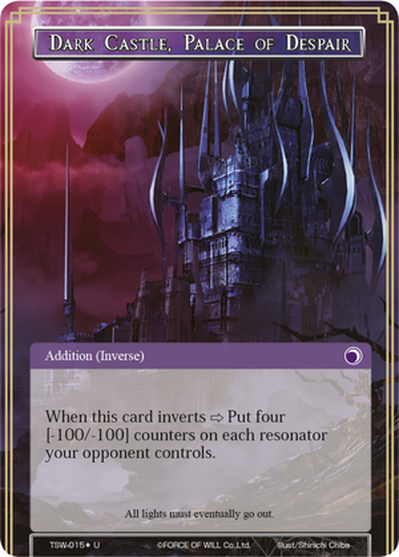 Dark Castle, Palace of Despair
Addition (Inverse)
When this card inverts ⇨ Put four
[-100/-100] counters on each resonator
your opponent controls.
All lights must eventually go out.
TSW-015★ U ©FORCE OF WILL Co.,Ltd. Illust/Shinichi Chiba